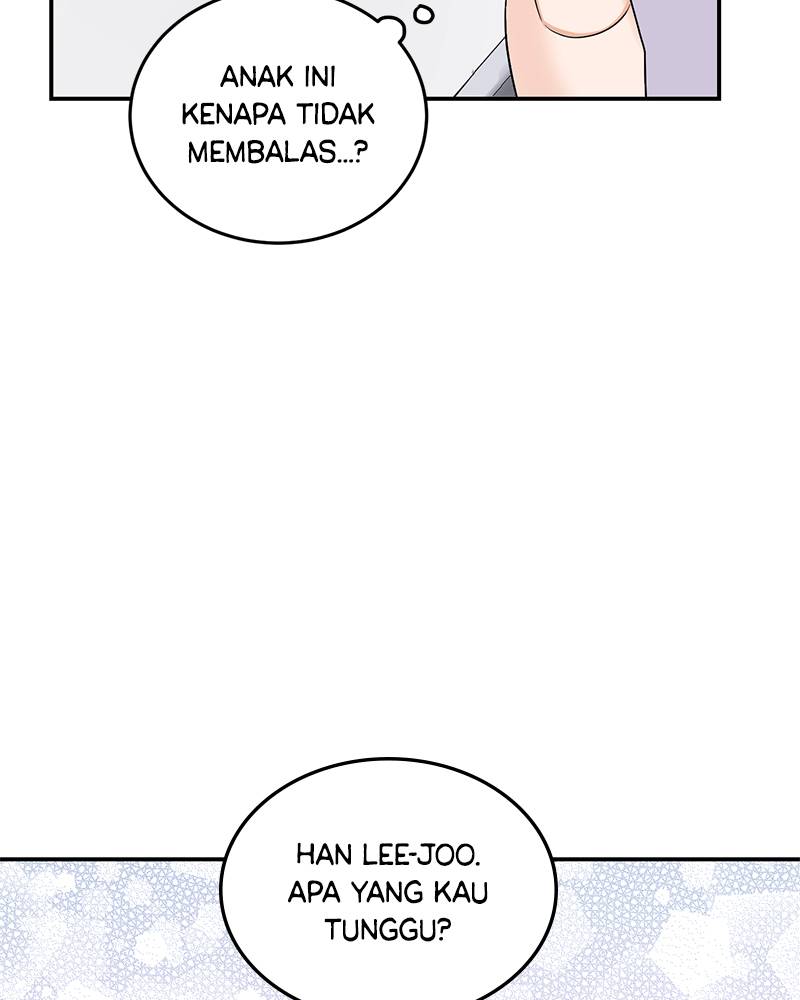 ANAK INI
KENAPA TIDAK
MEMBALAS...?
HAN LEE-JOO.
APA YANG KAU
TUNGGU?